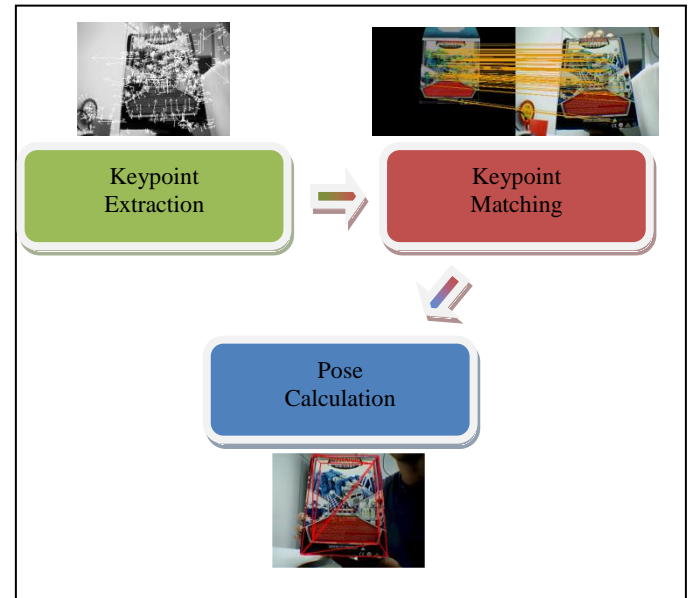 Keypoint
Extraction
Keypoint
Matching
Pose
Calculation